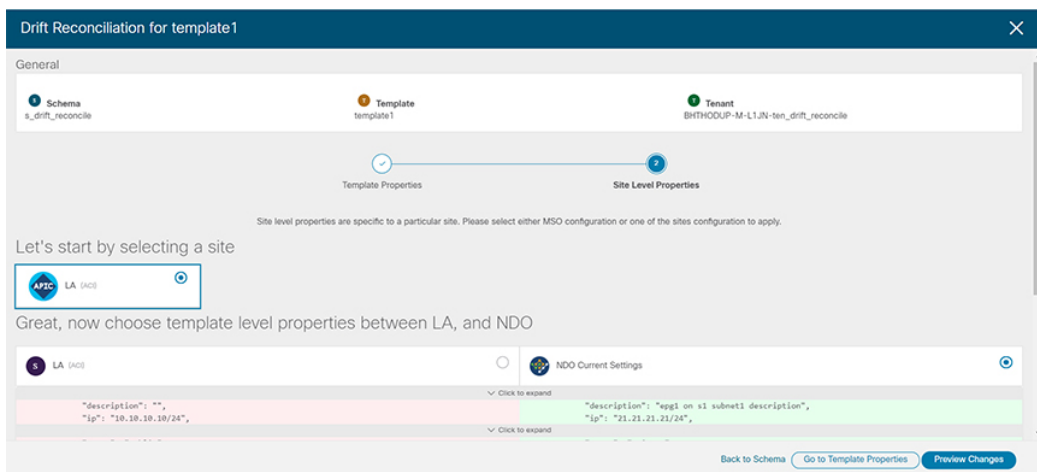 Drift Reconciliation for template1
General
S Schema
s_drift_reconcile
T Template
template1
T Tenant
BHTHODUP-M-L1JN-ten_drift_reconcile
2
Template Properties
Site Level Properties
Site level properties are specific to a particular site. Please select either MSO configuration or one of the sites configuration to apply.
Let's start by selecting a site
APIC LA (ACI)
Great, now choose template level properties between LA, and NDO
S LA (ACI)
NDO Current Settings
Click to expand
"description": "",
"ip": "10.10.10.10/24",
"description": "epg1 on s1 subnet1 description",
"ip": "21.21.21.21/24",
Click to expand
Back to Schema
Go to Template Properties
Preview Changes